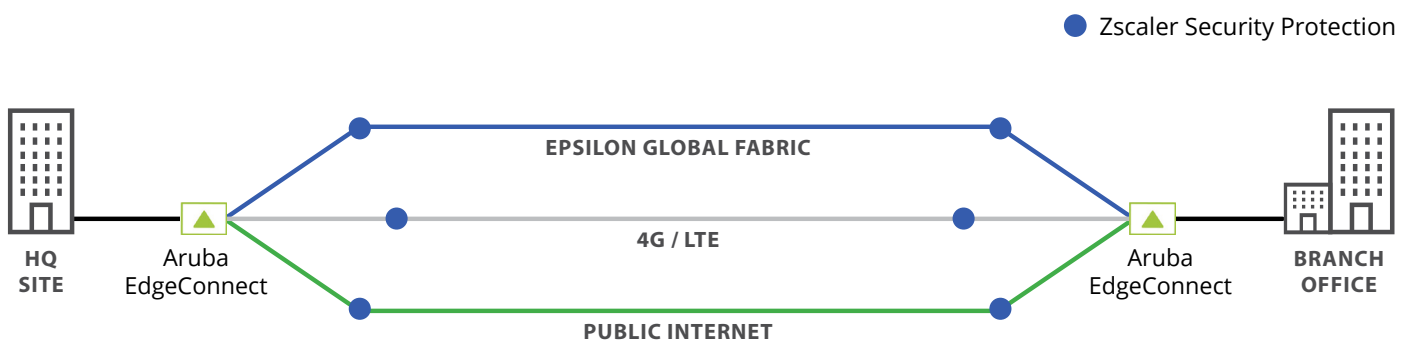 Zscaler Security Protection
EPSILON GLOBAL FABRIC
4G / LTE
HQ
SITE
Aruba
EdgeConnect
Aruba
EdgeConnect
BRANCH
OFFICE
PUBLIC INTERNET